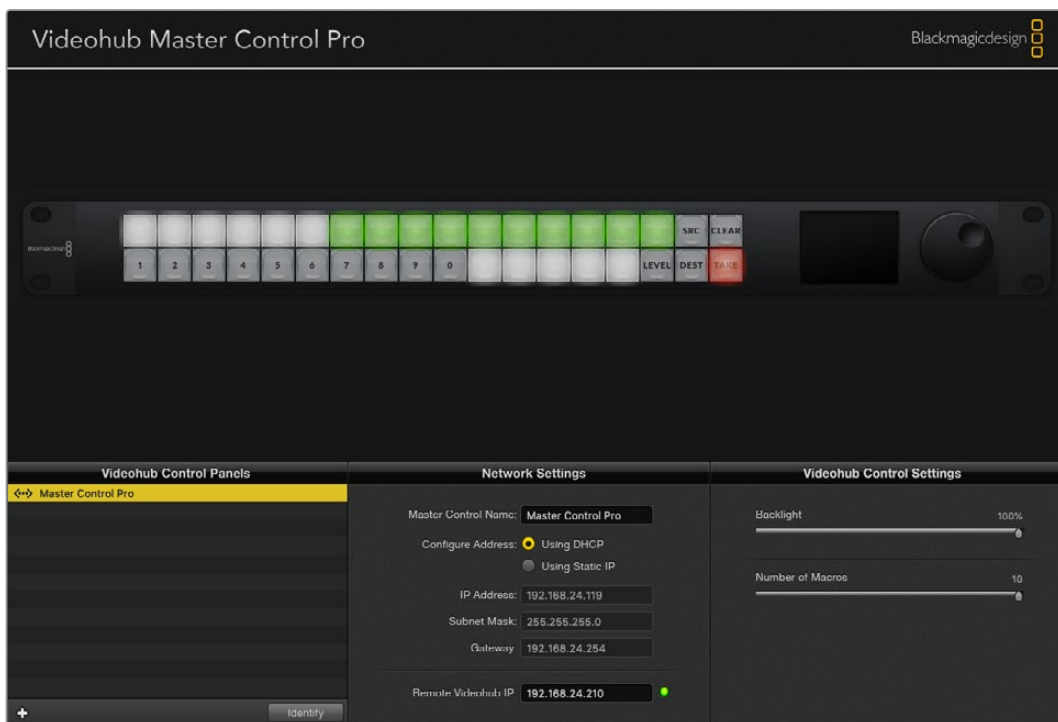 Videohub Master Control Pro
Blackmagicdesign
SRC CLEAR
Blackmagicdesign
1 2 3 4 5 6 7 8 9 0 LEVEL DEST TAKE
Videohub Control Panels
Master Control Pro
Identify
Network Settings
Master Control Name: Master Control Pro
Configure Address: Using DHCP
Using Static IP
IP Address: 192.168.24.119
Subnet Mask: 255.255.255.0
Gateway 192.168.24.254
Remote Videohub IP 192.168.24.210
Videohub Control Settings
Backlight 100%
Number of Macros 10